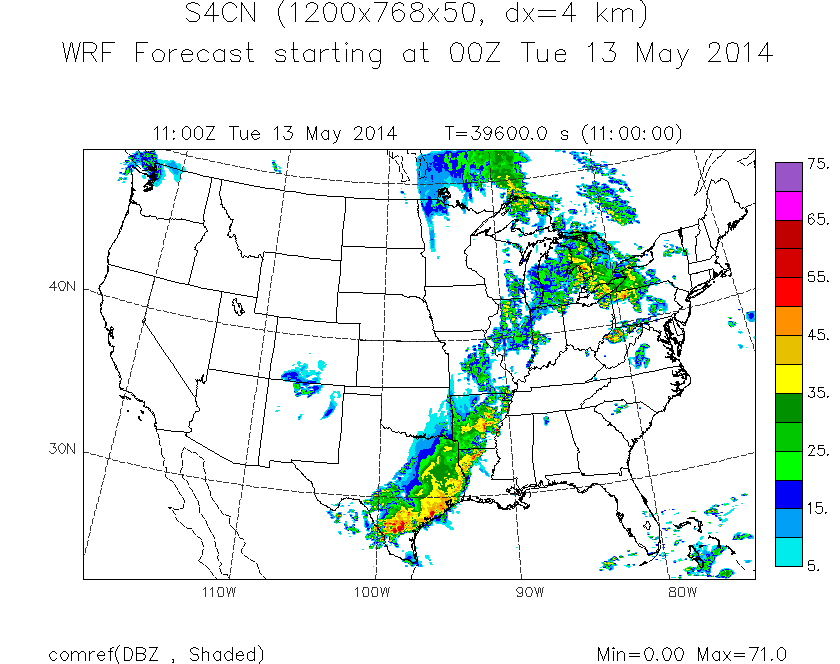 S4CN (1200x768x50, dx=4 km)
WRF Forecast starting at 00Z Tue 13 May 2014
11:00Z Tue 13 May 2014 T=39600.0 s (11:00:00)
75.
65.
55.
45.
35.
25.
15.
5.
40N
30N
110W 100W 90W 80W
comref(DBZ , Shaded) Min=0.00 Max=71.0